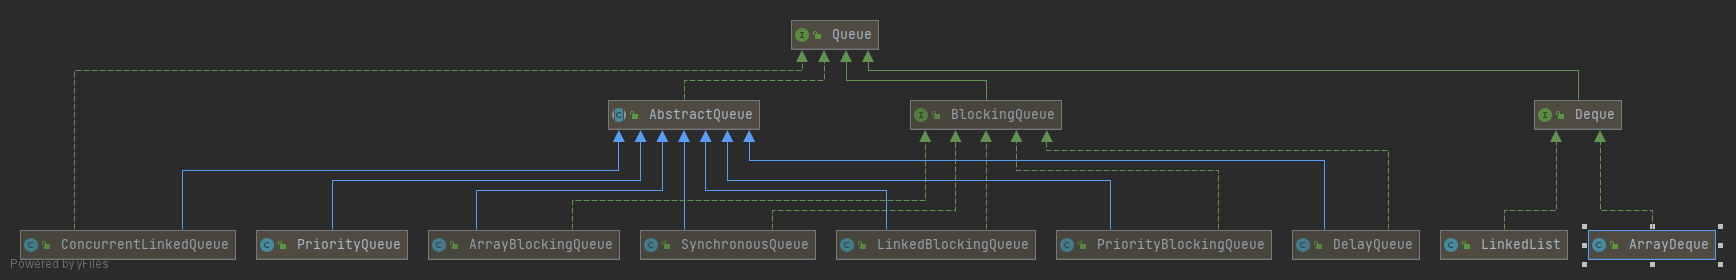 Queue
AbstractQueue
BlockingQueue
Deque
ConcurrentLinkedQueue
PriorityQueue
ArrayBlockingQueue
SynchronousQueue
LinkedBlockingQueue
PriorityBlockingQueue
DelayQueue
LinkedList
ArrayDeque
Powered by yFiles